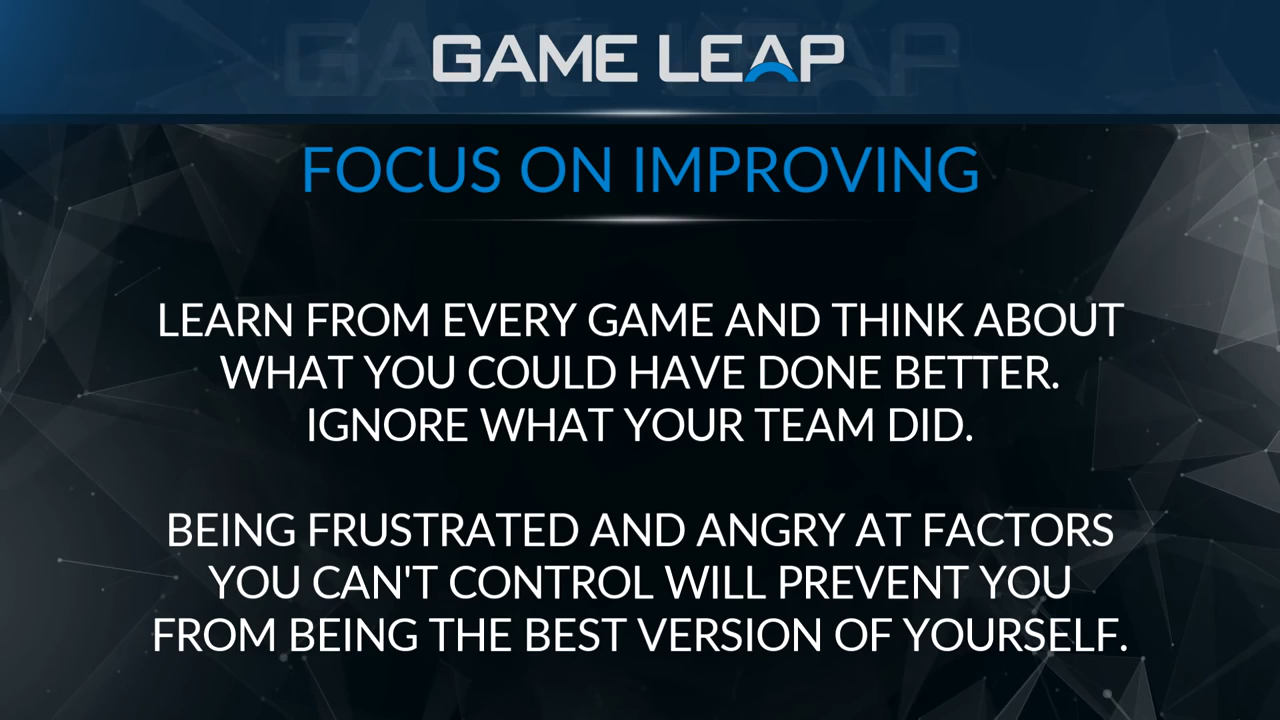 GAME LEAP
FOCUS ON IMPROVING
LEARN FROM EVERY GAME AND THINK ABOUT
WHAT YOU COULD HAVE DONE BETTER.
IGNORE WHAT YOUR TEAM DID.
BEING FRUSTRATED AND ANGRY AT FACTORS
YOU CAN'T CONTROL WILL PREVENT YOU
FROM BEING THE BEST VERSION OF YOURSELF.